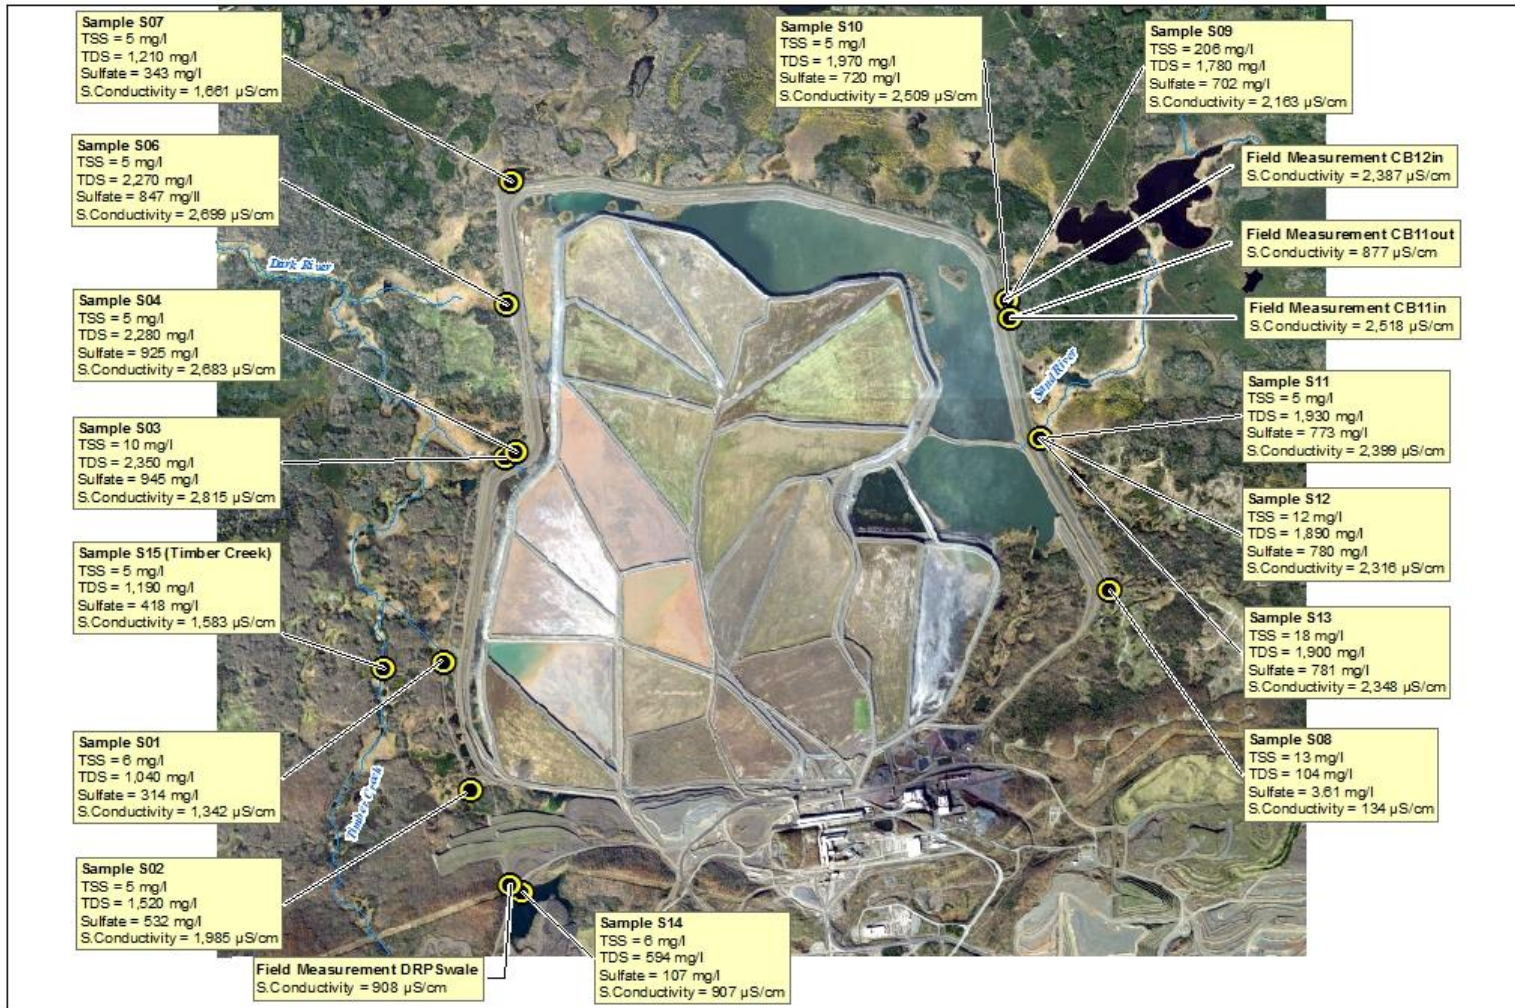 Sample S07
TSS = 5 mg/l
TDS = 1,210 mg/l
Sulfate = 343 mg/l
S.Conductivity = 1,661 µS/cm
Sample S10
TSS = 5 mg/l
TDS = 1,970 mg/l
Sulfate = 720 mg/l
S.Conductivity = 2,509 µS/cm
Sample S09
TSS = 206 mg/l
TDS = 1,780 mg/l
Sulfate = 702 mg/l
S.Conductivity = 2,163 µS/cm
Sample S06
TSS = 5 mg/l
TDS = 2,270 mg/l
Sulfate = 847 mg/ll
S.Conductivity = 2,699 µS/cm
Field Measurement CB12in
S.Conductivity = 2,387 µS/cm
Field Measurement CB11out
S.Conductivity = 877 µS/cm
Dark River
Sample S04
TSS = 5 mg/l
TDS = 2,280 mg/l
Sulfate = 925 mg/l
S.Conductivity = 2,683 µS/cm
Field Measurement CB11in
S.Conductivity = 2,518 µS/cm
Sand River
Sample S11
TSS = 5 mg/l
TDS = 1,930 mg/l
Sulfate = 773 mg/l
S.Conductivity = 2,399 µS/cm
Sample S03
TSS = 10 mg/l
TDS = 2,350 mg/l
Sulfate = 945 mg/l
S.Conductivity = 2,815 µS/cm
Sample S12
TSS = 12 mg/l
TDS = 1,890 mg/l
Sulfate = 780 mg/l
S.Conductivity = 2,316 µS/cm
Sample S15 (Timber Creek)
TSS = 5 mg/l
TDS = 1,190 mg/l
Sulfate = 418 mg/l
S.Conductivity = 1,583 µS/cm
Sample S13
TSS = 18 mg/l
TDS = 1,900 mg/l
Sulfate = 781 mg/l
S.Conductivity = 2,348 µS/cm
Sample S01
TSS = 6 mg/l
TDS = 1,040 mg/l
Sulfate = 314 mg/l
S.Conductivity = 1,342 µS/cm
Timber Creek
Sample S08
TSS = 13 mg/l
TDS = 104 mg/l
Sulfate = 3.61 mg/l
S.Conductivity = 134 µS/cm
Sample S02
TSS = 5 mg/l
TDS = 1,520 mg/l
Sulfate = 532 mg/l
S.Conductivity = 1,985 µS/cm
Sample S14
TSS = 6 mg/l
TDS = 594 mg/l
Sulfate = 107 mg/l
S.Conductivity = 907 µS/cm
Field Measurement DRPSwale
S.Conductivity = 908 µS/cm